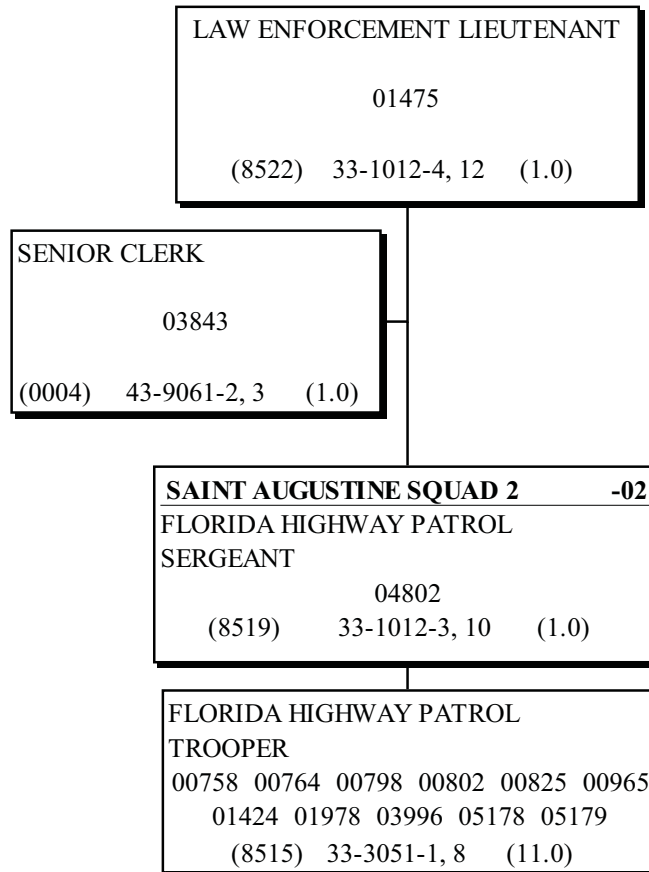 LAW ENFORCEMENT LIEUTENANT
01475
(8522) 33-1012-4, 12 (1.0)
SENIOR CLERK
03843
(0004) 43-9061-2, 3 (1.0)
SAINT AUGUSTINE SQUAD 2 -02
FLORIDA HIGHWAY PATROL
SERGEANT
04802
(8519) 33-1012-3, 10 (1.0)
FLORIDA HIGHWAY PATROL
TROOPER
00758 00764 00798 00802 00825 00965
01424 01978 03996 05178 05179
(8515) 33-3051-1, 8 (11.0)